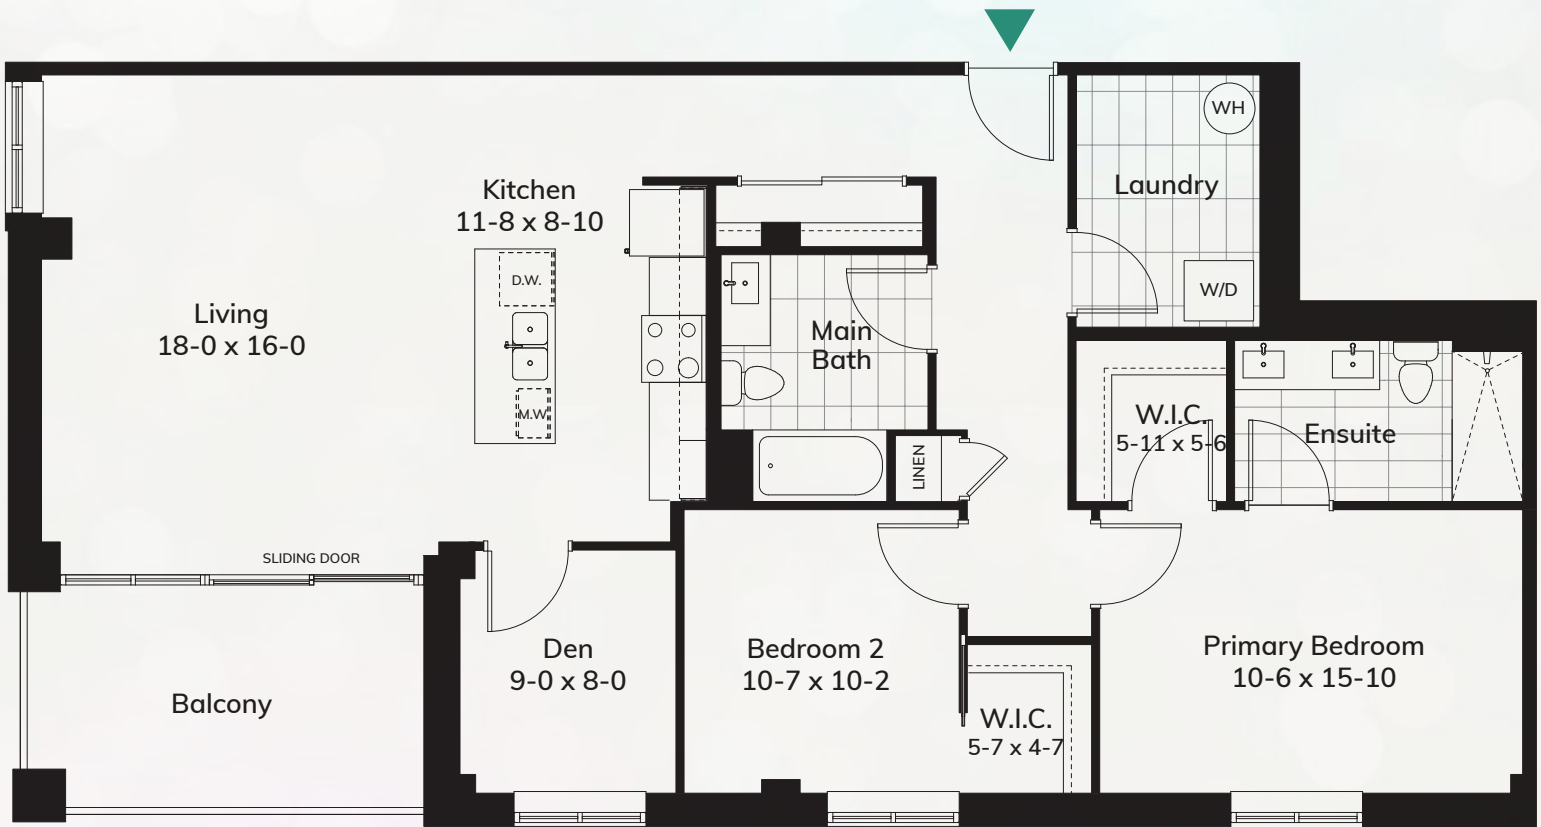 WH
Laundry
W/D
Kitchen
11-8 x 8-10
D.W.
M.W.
Living
18-0 x 16-0
Main
Bath
LINEN
W.I.C.
5-11 x 5-6
Ensuite
SLIDING DOOR
Balcony
Den
9-0 x 8-0
Bedroom 2
10-7 x 10-2
W.I.C.
5-7 x 4-7
Primary Bedroom
10-6 x 15-10